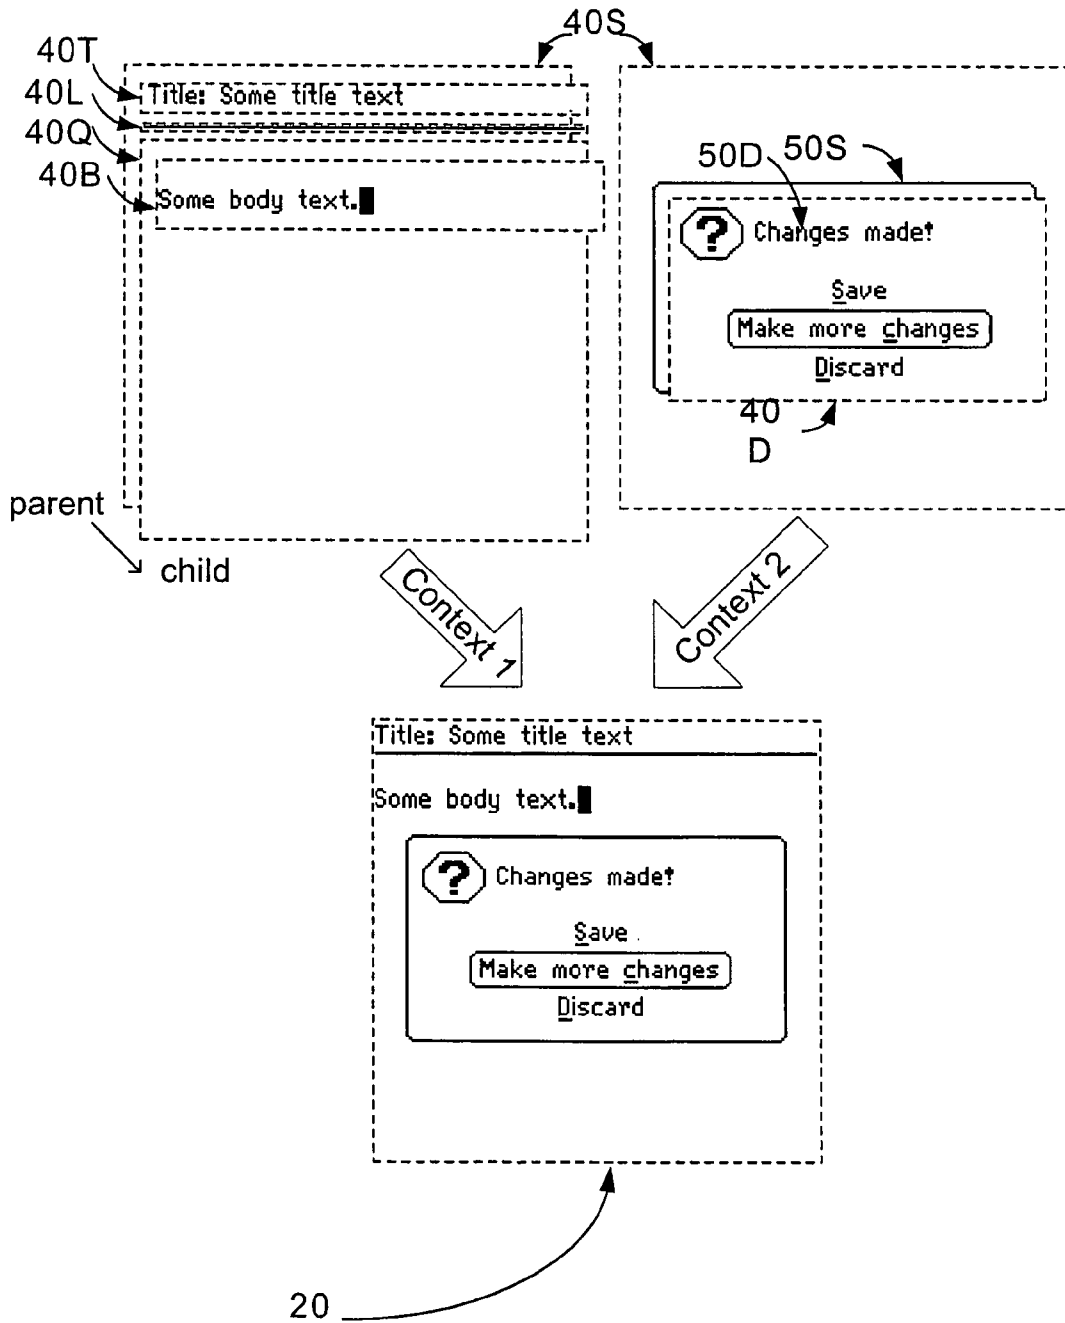 40S
40T
Title: Some title text
40L
40Q
40B
Some body text.
50D
50S
? Changes made!
Save
Make more changes
Discard
40
D
parent
child
Context 1
Context 2
Title: Some title text
Some body text.
? Changes made!
Save
Make more changes
Discard
20